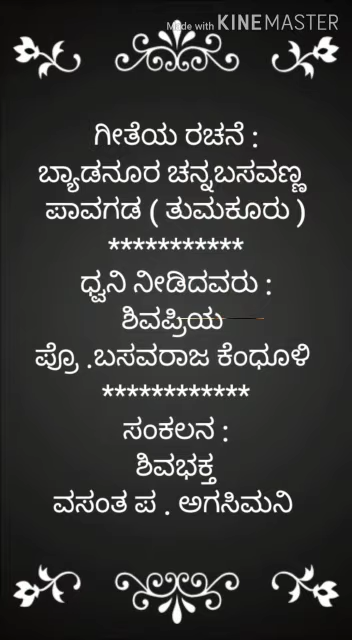 Made with KINEMASTER
ಗೀತೆಯ ರಚನೆ :
ಬ್ಯಾಡನೂರ ಚನ್ನಬಸವಣ್ಣ
ಪಾವಗಡ ( ತುಮಕೂರು )
***********
ಧ್ವನಿ ನೀಡಿದವರು :
ಶಿವಪ್ರಿಯ
ಪ್ರೊ .ಬಸವರಾಜ ಕೆಂಧೂಳಿ
************
ಸಂಕಲನ :
ಶಿವಭಕ್ತ
ವಸಂತ ಪ . ಅಗಸಿಮನಿ